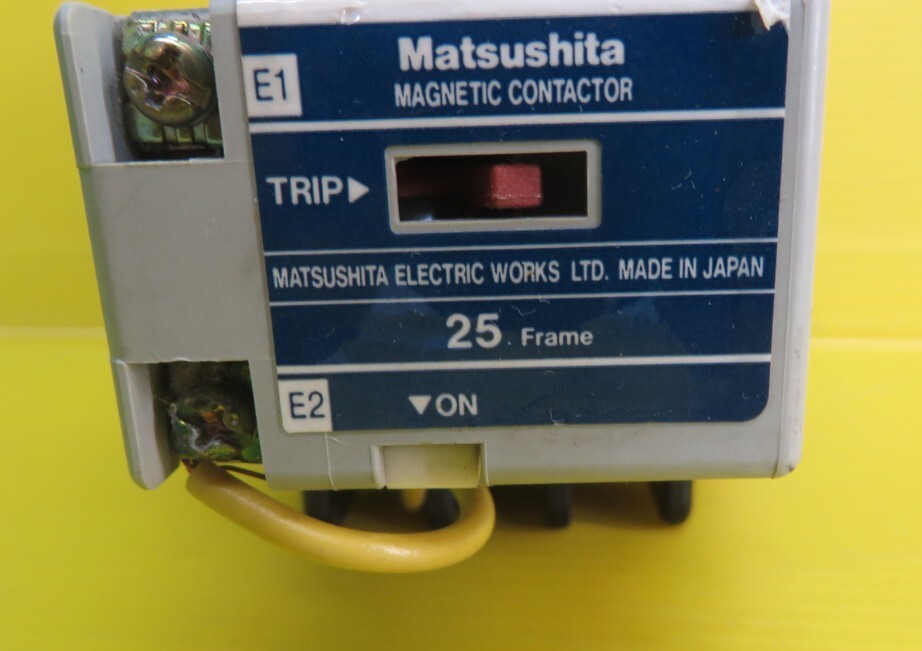 Matsushita
E1
MAGNETIC CONTACTOR
TRIP▶
MATSUSHITA ELECTRIC WORKS LTD. MADE IN JAPAN
25 Frame
E2
▼ON